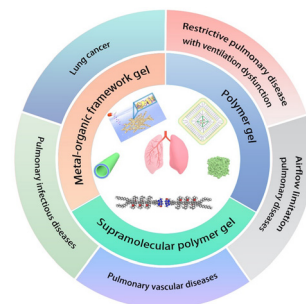 Lung cancer
Restrictive pulmonary disease
with ventilation dysfunction
Metal-organic framework gel
Polymer gel
Airflow limitation
pulmonary diseases
Pulmonary infectious diseases
Supramolecular polymer gel
Pulmonary vascular diseases